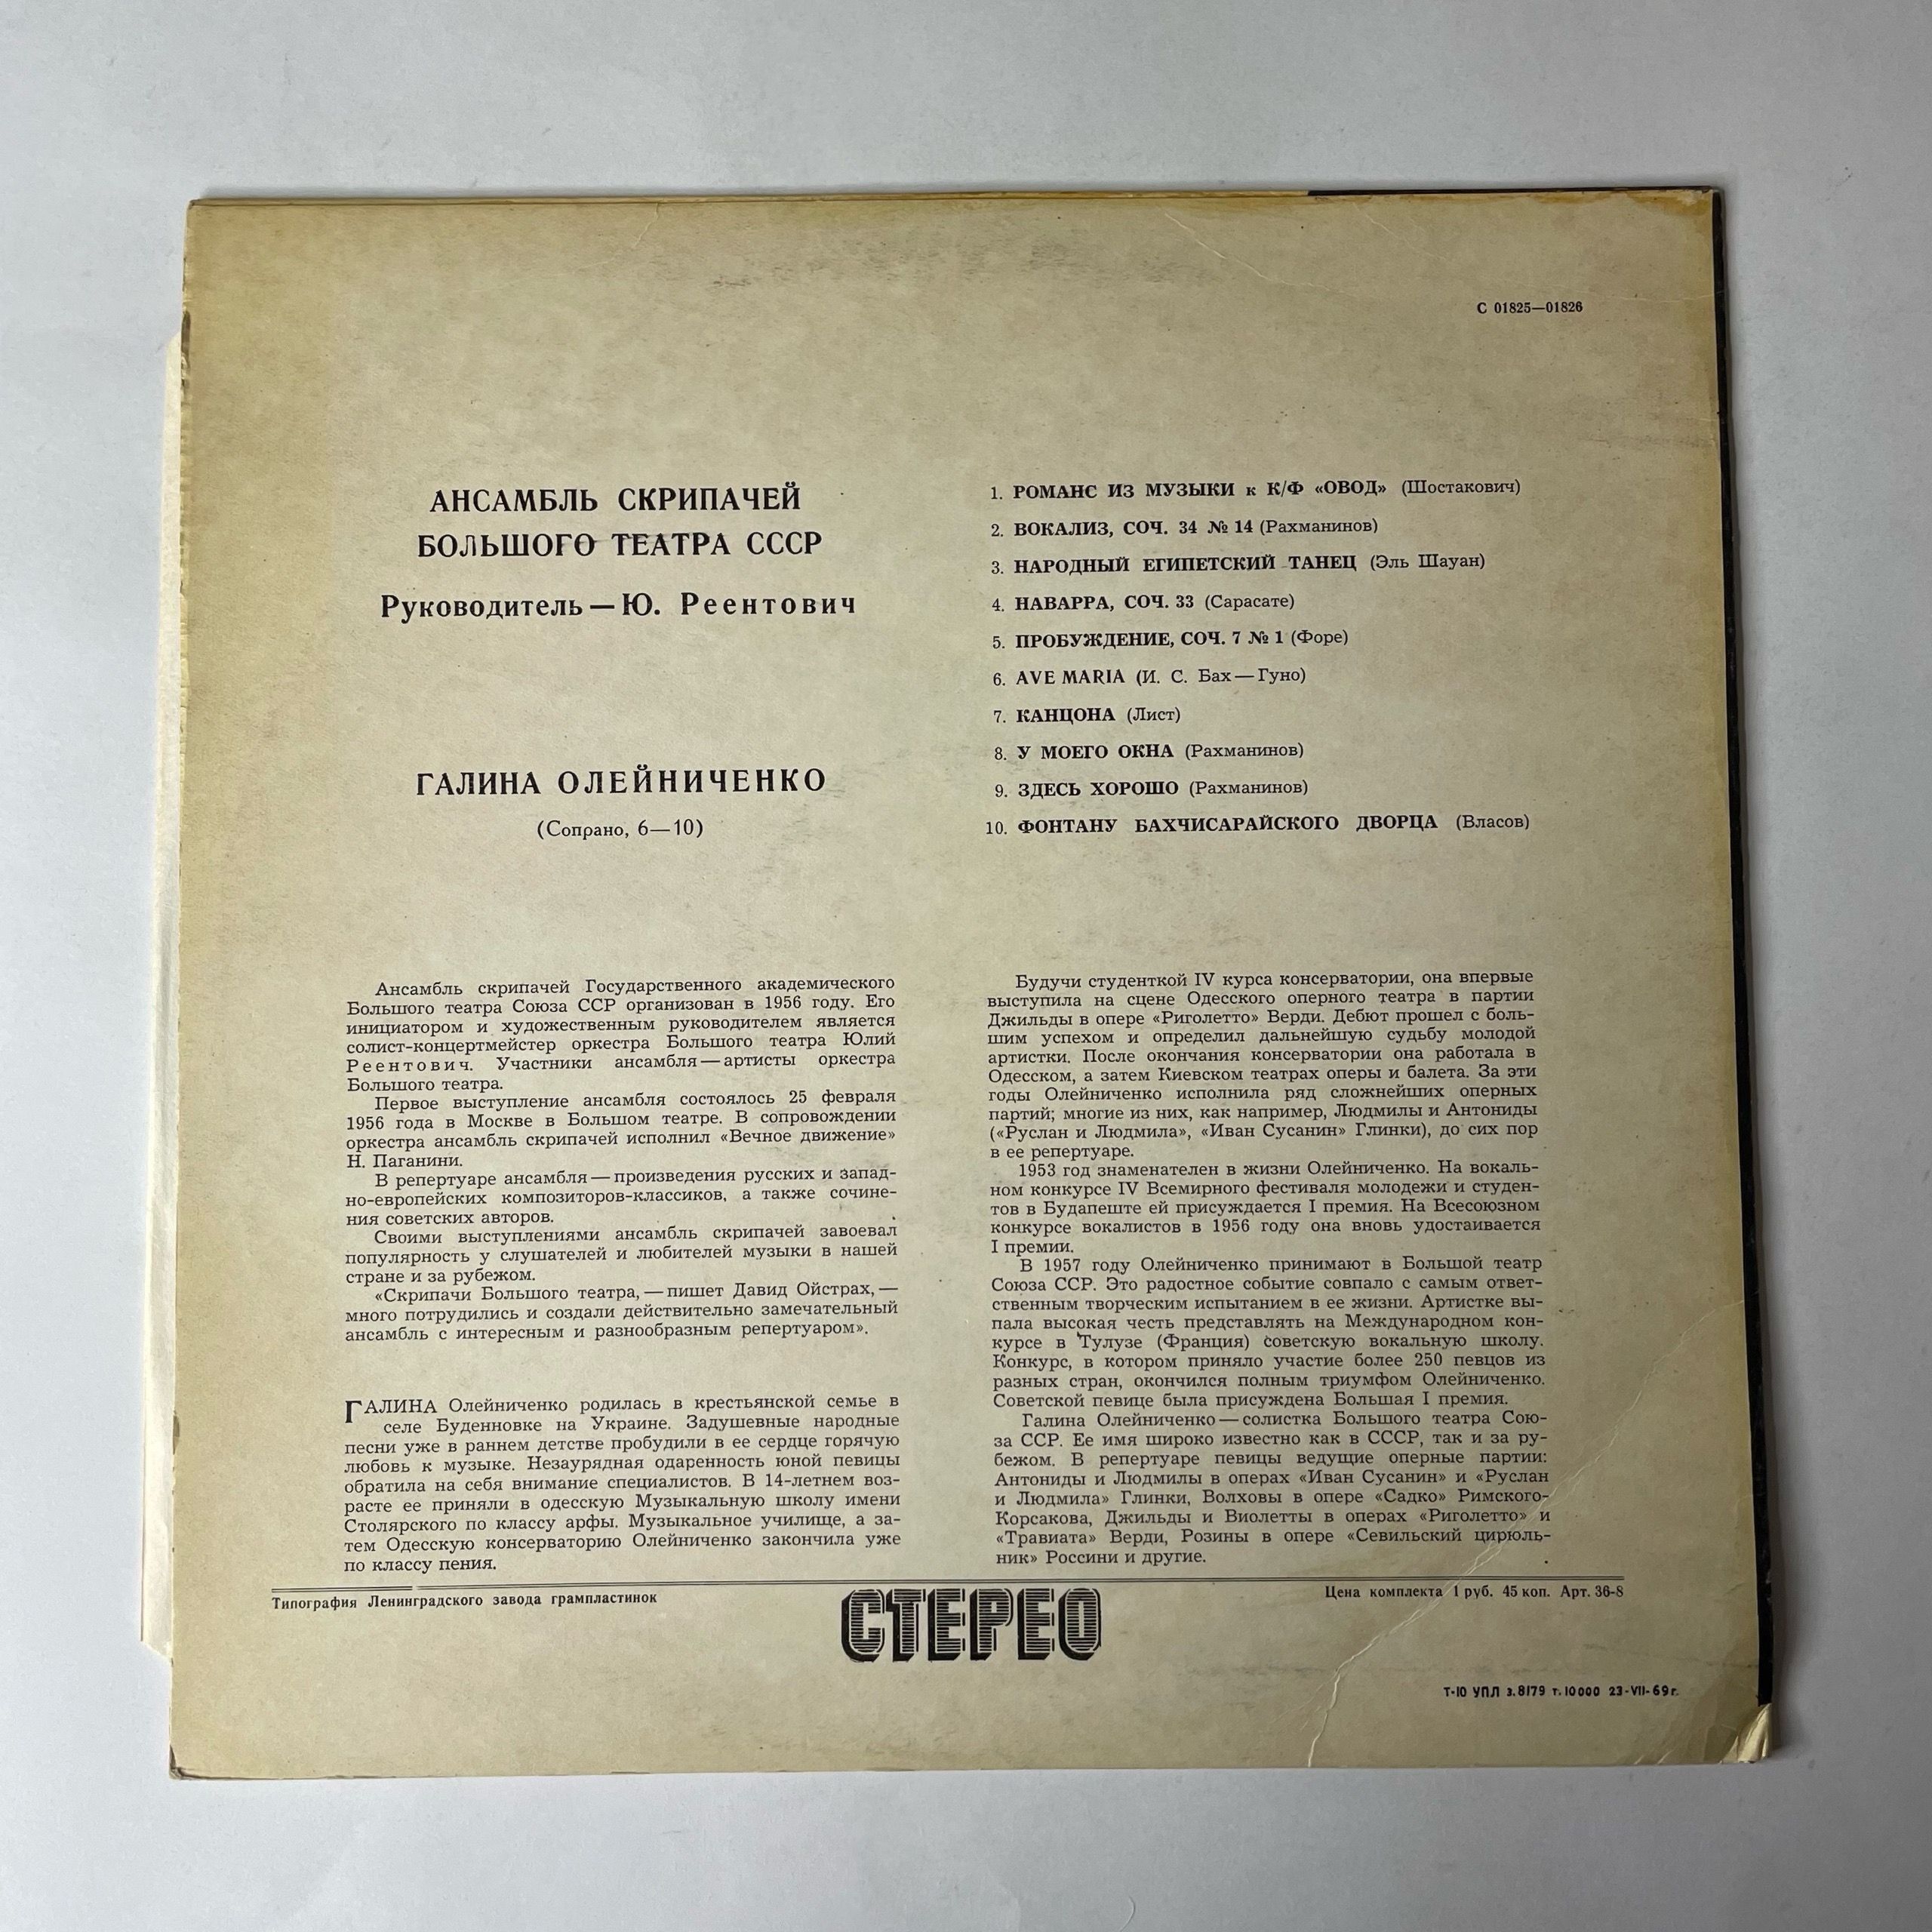 С 01825—01826
АНСАМБЛЬ СКРИПАЧЕЙ
БОЛЬШОГО ТЕАТРА СССР
Руководитель — Ю. Реентович
ГАЛИНА ОЛЕЙНИЧЕНКО
(Сопрано, 6—10)
1. РОМАНС ИЗ МУЗЫКИ к К/Ф «ОВОД» (Шостакович)
2. ВОКАЛИЗ, СОЧ. 34 № 14 (Рахманинов)
3. НАРОДНЫЙ ЕГИПЕТСКИЙ ТАНЕЦ (Эль Шауан)
4. НАВАРРА, СОЧ. 33 (Сарасате)
5. ПРОБУЖДЕНИЕ, СОЧ. 7 № 1 (Форе)
6. AVE MARIA (И. С. Бах — Гуно)
7. КАНЦОНА (Лист)
8. У МОЕГО ОКНА (Рахманинов)
9. ЗДЕСЬ ХОРОШО (Рахманинов)
10. ФОНТАНУ БАХЧИСАРАЙСКОГО ДВОРЦА (Власов)
Ансамбль скрипачей Государственного академического
Большого театра Союза ССР организован в 1956 году. Его
инициатором и художественным руководителем является
солист-концертмейстер оркестра Большого театра Юлий
Реентович. Участники ансамбля — артисты оркестра
Большого театра.
Первое выступление ансамбля состоялось 25 февраля
1956 года в Москве в Большом театре. В сопровождении
оркестра ансамбль скрипачей исполнил «Вечное движение»
Н. Паганини.
В репертуаре ансамбля — произведения русских и запад-
но-европейских композиторов-классиков, а также сочине-
ния советских авторов.
Своими выступлениями ансамбль скрипачей завоевал
популярность у слушателей и любителей музыки в нашей
стране и за рубежом.
«Скрипачи Большого театра, — пишет Давид Ойстрах, —
много потрудились и создали действительно замечательный
ансамбль с интересным и разнообразным репертуаром».
ГАЛИНА Олейниченко родилась в крестьянской семье в
селе Буденновке на Украине. Задушевные народные
песни уже в раннем детстве пробудили в ее сердце горячую
любовь к музыке. Незаурядная одаренность юной певицы
обратила на себя внимание специалистов. В 14-летнем воз-
расте ее приняли в одесскую Музыкальную школу имени
Столярского по классу арфы. Музыкальное училище, а за-
тем Одесскую консерваторию Олейниченко закончила уже
по классу пения.
Будучи студенткой IV курса консерватории, она впервые
выступила на сцене Одесского оперного театра в партии
Джильды в опере «Риголетто» Верди. Дебют прошел с боль-
шим успехом и определил дальнейшую судьбу молодой
артистки. После окончания консерватории она работала в
Одесском, а затем Киевском театрах оперы и балета. За эти
годы Олейниченко исполнила ряд сложнейших оперных
партий; многие из них, как например, Людмилы и Антониды
(«Руслан и Людмила», «Иван Сусанин» Глинки), до сих пор
в ее репертуаре.
1953 год знаменателен в жизни Олейниченко. На вокаль-
ном конкурсе IV Всемирного фестиваля молодежи и студен-
тов в Будапеште ей присуждается I премия. На Всесоюзном
конкурсе вокалистов в 1956 году она вновь удостаивается
I премии.
В 1957 году Олейниченко принимают в Большой театр
Союза ССР. Это радостное событие совпало с самым ответ-
ственным творческим испытанием в ее жизни. Артистке вы-
пала высокая честь представлять на Международном кон-
курсе в Тулузе (Франция) советскую вокальную школу.
Конкурс, в котором приняло участие более 250 певцов из
разных стран, окончился полным триумфом Олейниченко.
Советской певице была присуждена Большая I премия.
Галина Олейниченко — солистка Большого театра Сою-
за ССР. Ее имя широко известно как в СССР, так и за ру-
бежом. В репертуаре певицы ведущие оперные партии:
Антониды и Людмилы в операх «Иван Сусанин» и «Руслан
и Людмила» Глинки, Волховы в опере «Садко» Римского-
Корсакова, Джильды и Виолетты в операх «Риголетто» и
«Травиата» Верди, Розины в опере «Севильский цирюль-
ник» Россини и другие.
Типография Ленинградского завода грампластинок
СТЕРЕО
Цена комплекта 1 руб. 45 коп. Арт. 36-8
Т-10 УПЛ з. 8179 т. 10000 23-VII-69 г.